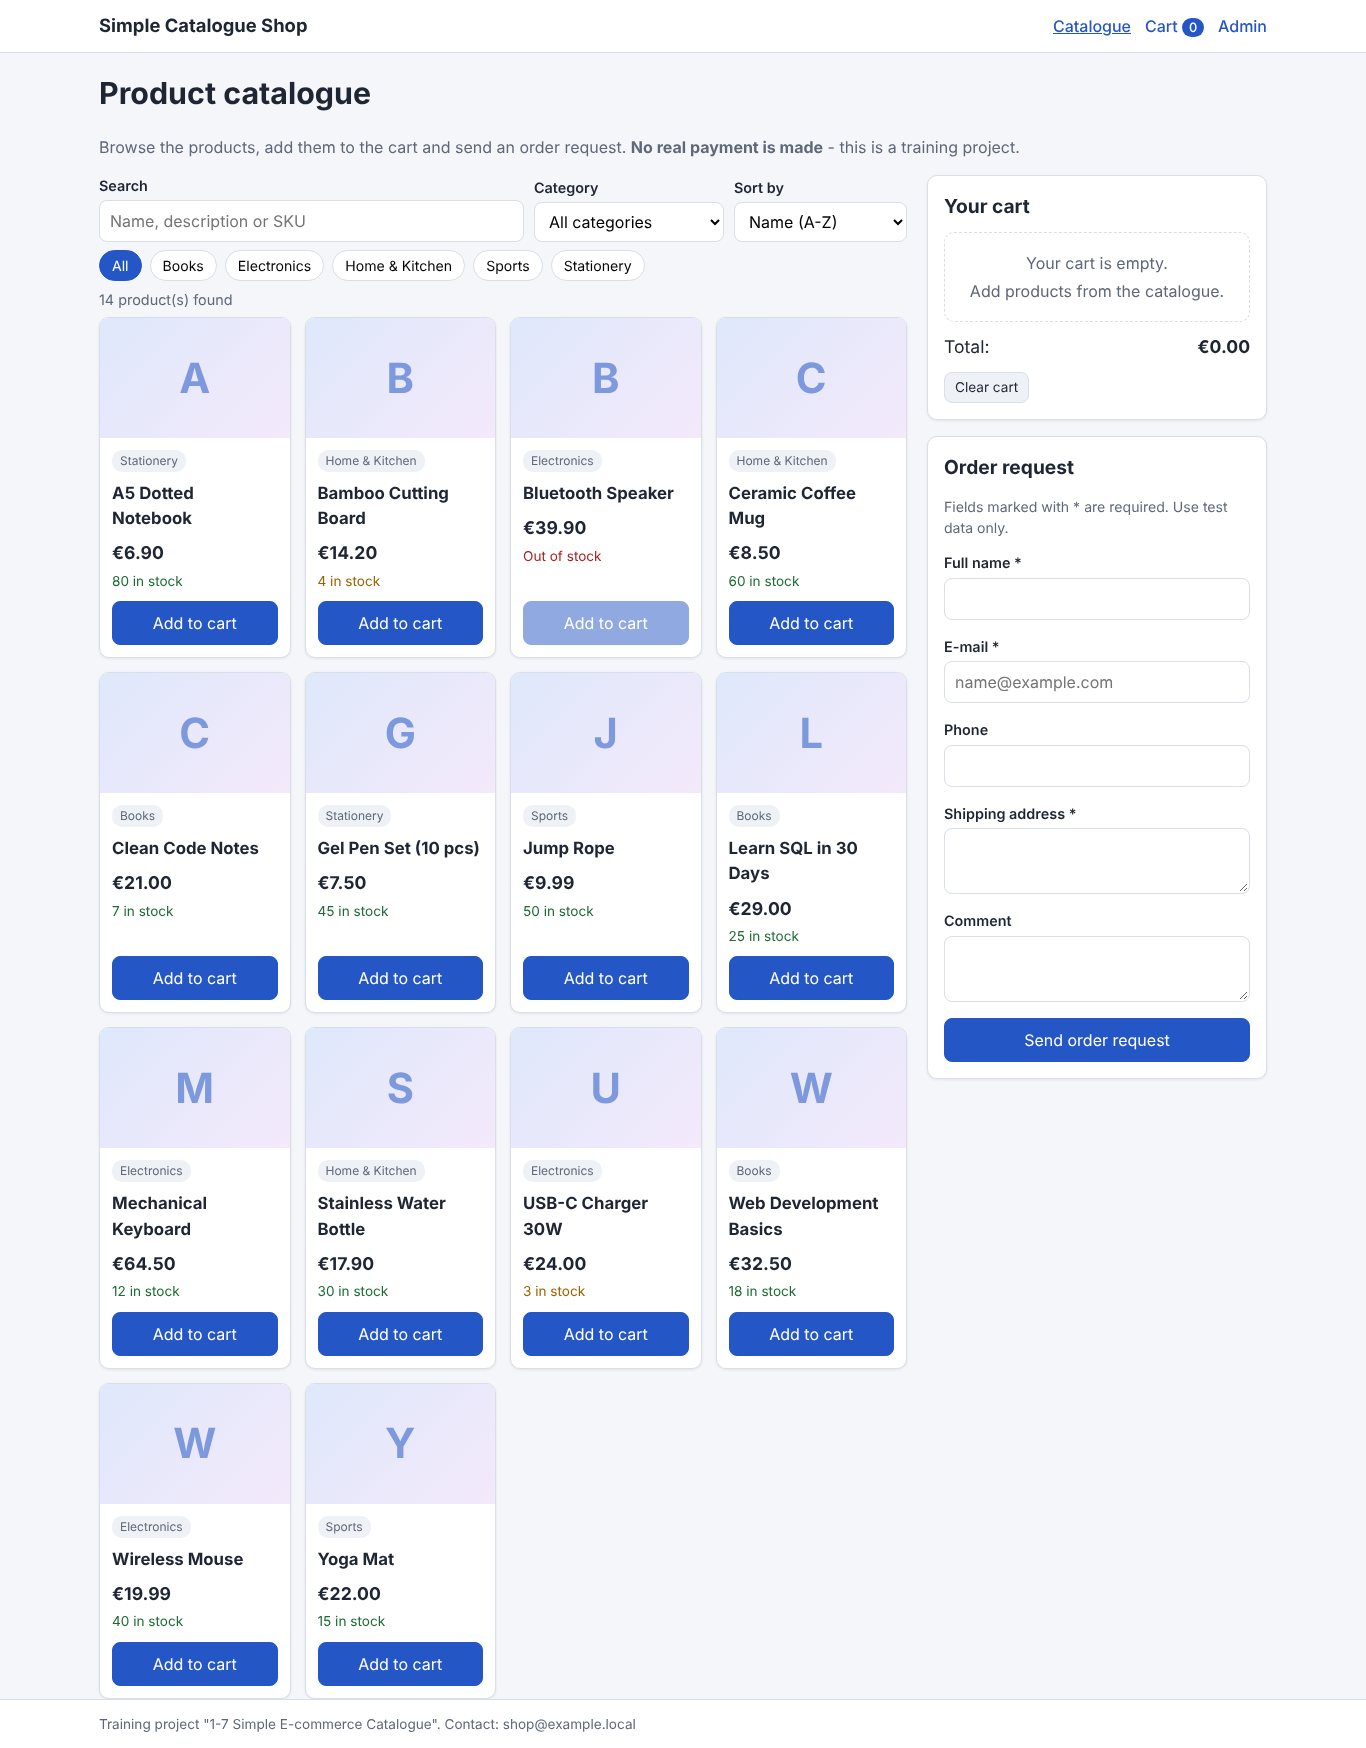 Simple Catalogue Shop
Catalogue Cart 0 Admin
Product catalogue
Browse the products, add them to the cart and send an order request. No real payment is made - this is a training project.
Search
Name, description or SKU
Category
All categories
Sort by
Name (A-Z)
All Books Electronics Home & Kitchen Sports Stationery
14 product(s) found
A
Stationery
A5 Dotted
Notebook
€6.90
80 in stock
Add to cart
B
Home & Kitchen
Bamboo Cutting
Board
€14.20
4 in stock
Add to cart
B
Electronics
Bluetooth Speaker
€39.90
Out of stock
Add to cart
C
Home & Kitchen
Ceramic Coffee
Mug
€8.50
60 in stock
Add to cart
C
Books
Clean Code Notes
€21.00
7 in stock
Add to cart
G
Stationery
Gel Pen Set (10 pcs)
€7.50
45 in stock
Add to cart
J
Sports
Jump Rope
€9.99
50 in stock
Add to cart
L
Books
Learn SQL in 30
Days
€29.00
25 in stock
Add to cart
M
Electronics
Mechanical
Keyboard
€64.50
12 in stock
Add to cart
S
Home & Kitchen
Stainless Water
Bottle
€17.90
30 in stock
Add to cart
U
Electronics
USB-C Charger
30W
€24.00
3 in stock
Add to cart
W
Books
Web Development
Basics
€32.50
18 in stock
Add to cart
W
Electronics
Wireless Mouse
€19.99
40 in stock
Add to cart
Y
Sports
Yoga Mat
€22.00
15 in stock
Add to cart
Your cart
Your cart is empty.
Add products from the catalogue.
Total: €0.00
Clear cart
Order request
Fields marked with * are required. Use test
data only.
Full name *
E-mail *
name@example.com
Phone
Shipping address *
Comment
Send order request
Training project "1-7 Simple E-commerce Catalogue". Contact: shop@example.local